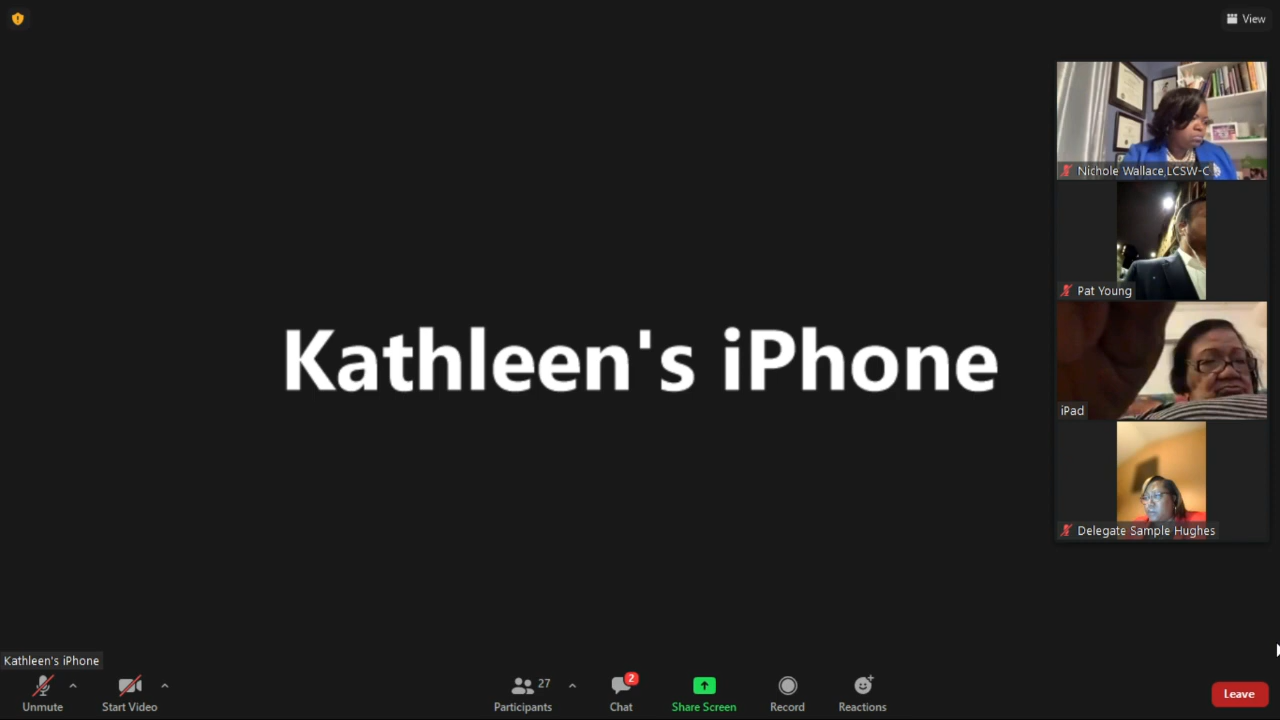 View
Nichole Wallace,LCSW-C
Pat Young
iPad
Delegate Sample Hughes
Kathleen's iPhone
Kathleen's iPhone
Unmute
Start Video
27
Participants
2
Chat
Share Screen
Record
Reactions
Leave